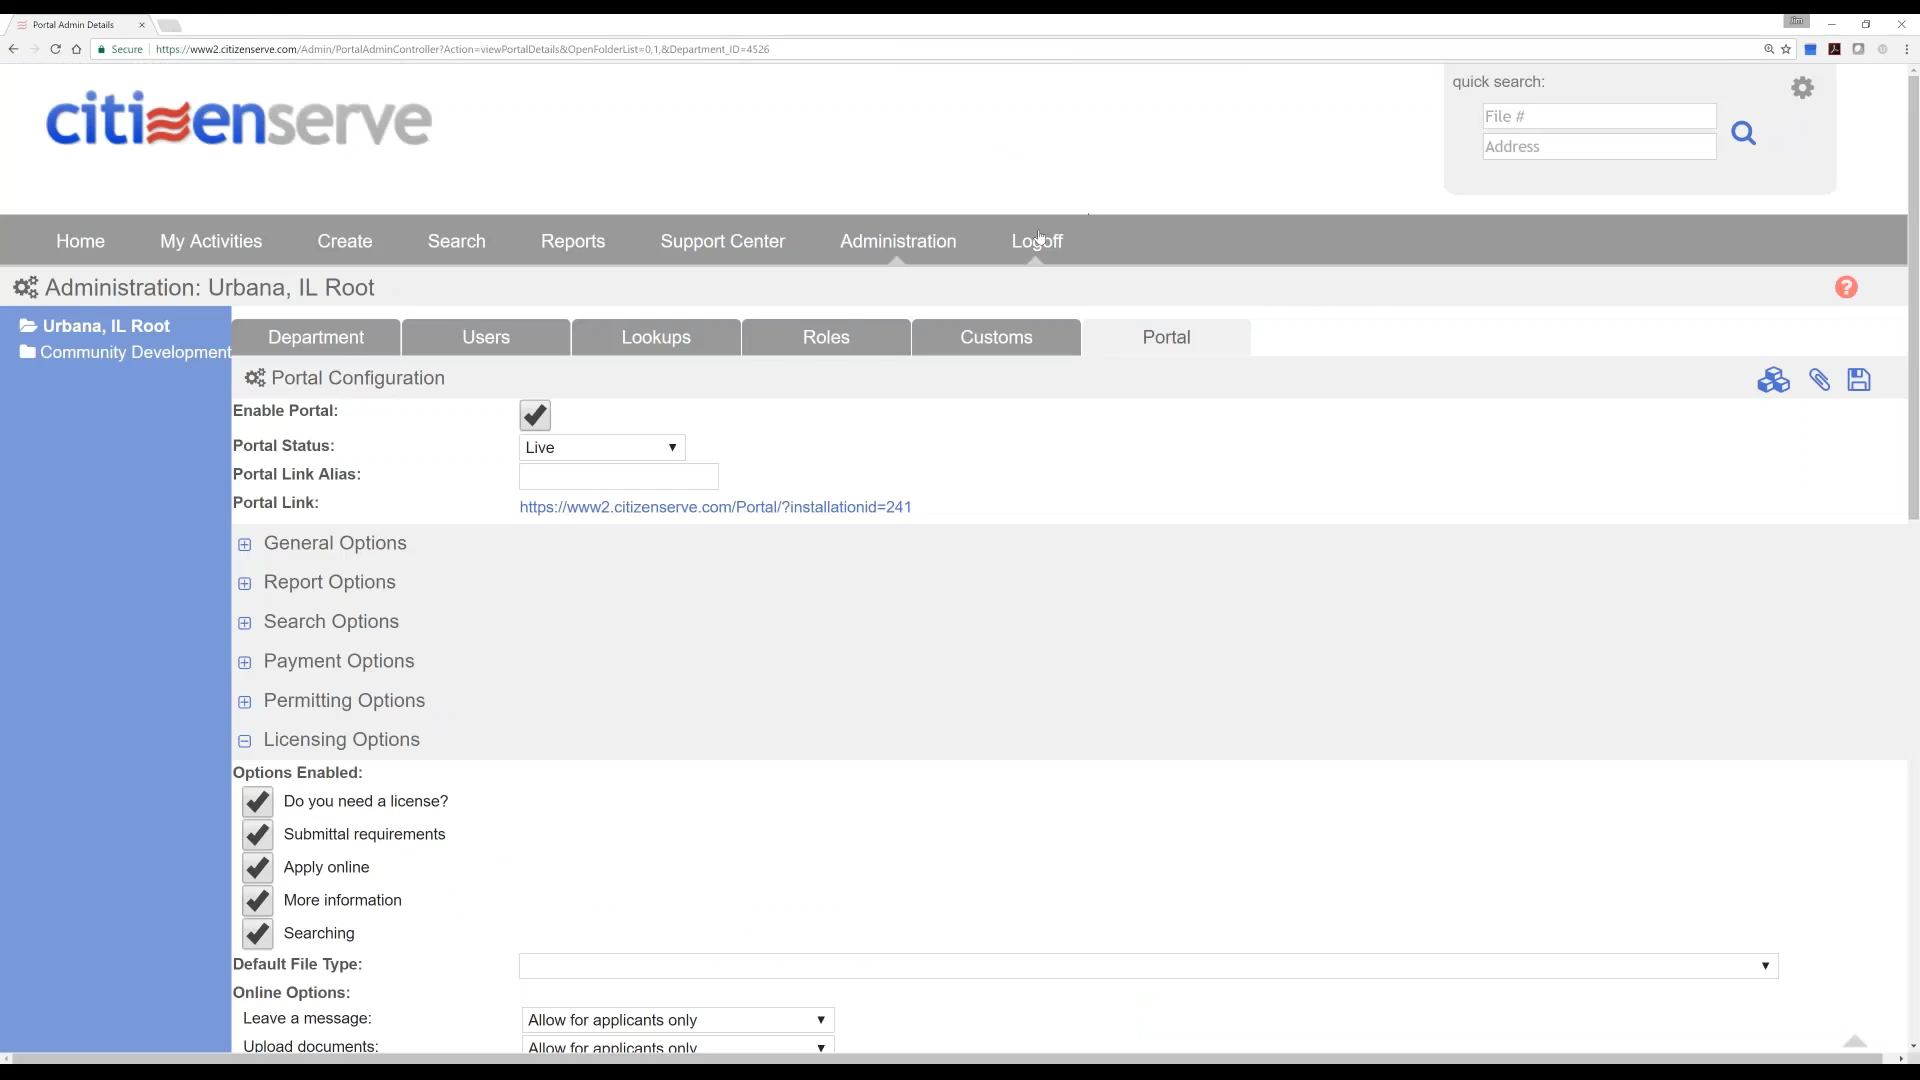 Portal Admin Details
Jim
Secure https://www2.citizenserve.com/Admin/PortalAdminController?Action=viewPortalDetails&OpenFolderList=0,1,&Department_ID=4526
citizenserve
quick search:
File #
Address
Home My Activities Create Search Reports Support Center Administration Logoff
Administration: Urbana, IL Root
Urbana, IL Root
Community Development
Department Users Lookups Roles Customs Portal
Portal Configuration
Enable Portal:
Portal Status: Live
Portal Link Alias:
Portal Link: https://www2.citizenserve.com/Portal/?installationid=241
General Options
Report Options
Search Options
Payment Options
Permitting Options
Licensing Options
Options Enabled:
Do you need a license?
Submittal requirements
Apply online
More information
Searching
Default File Type:
Online Options:
Leave a message: Allow for applicants only
Upload documents: Allow for applicants only